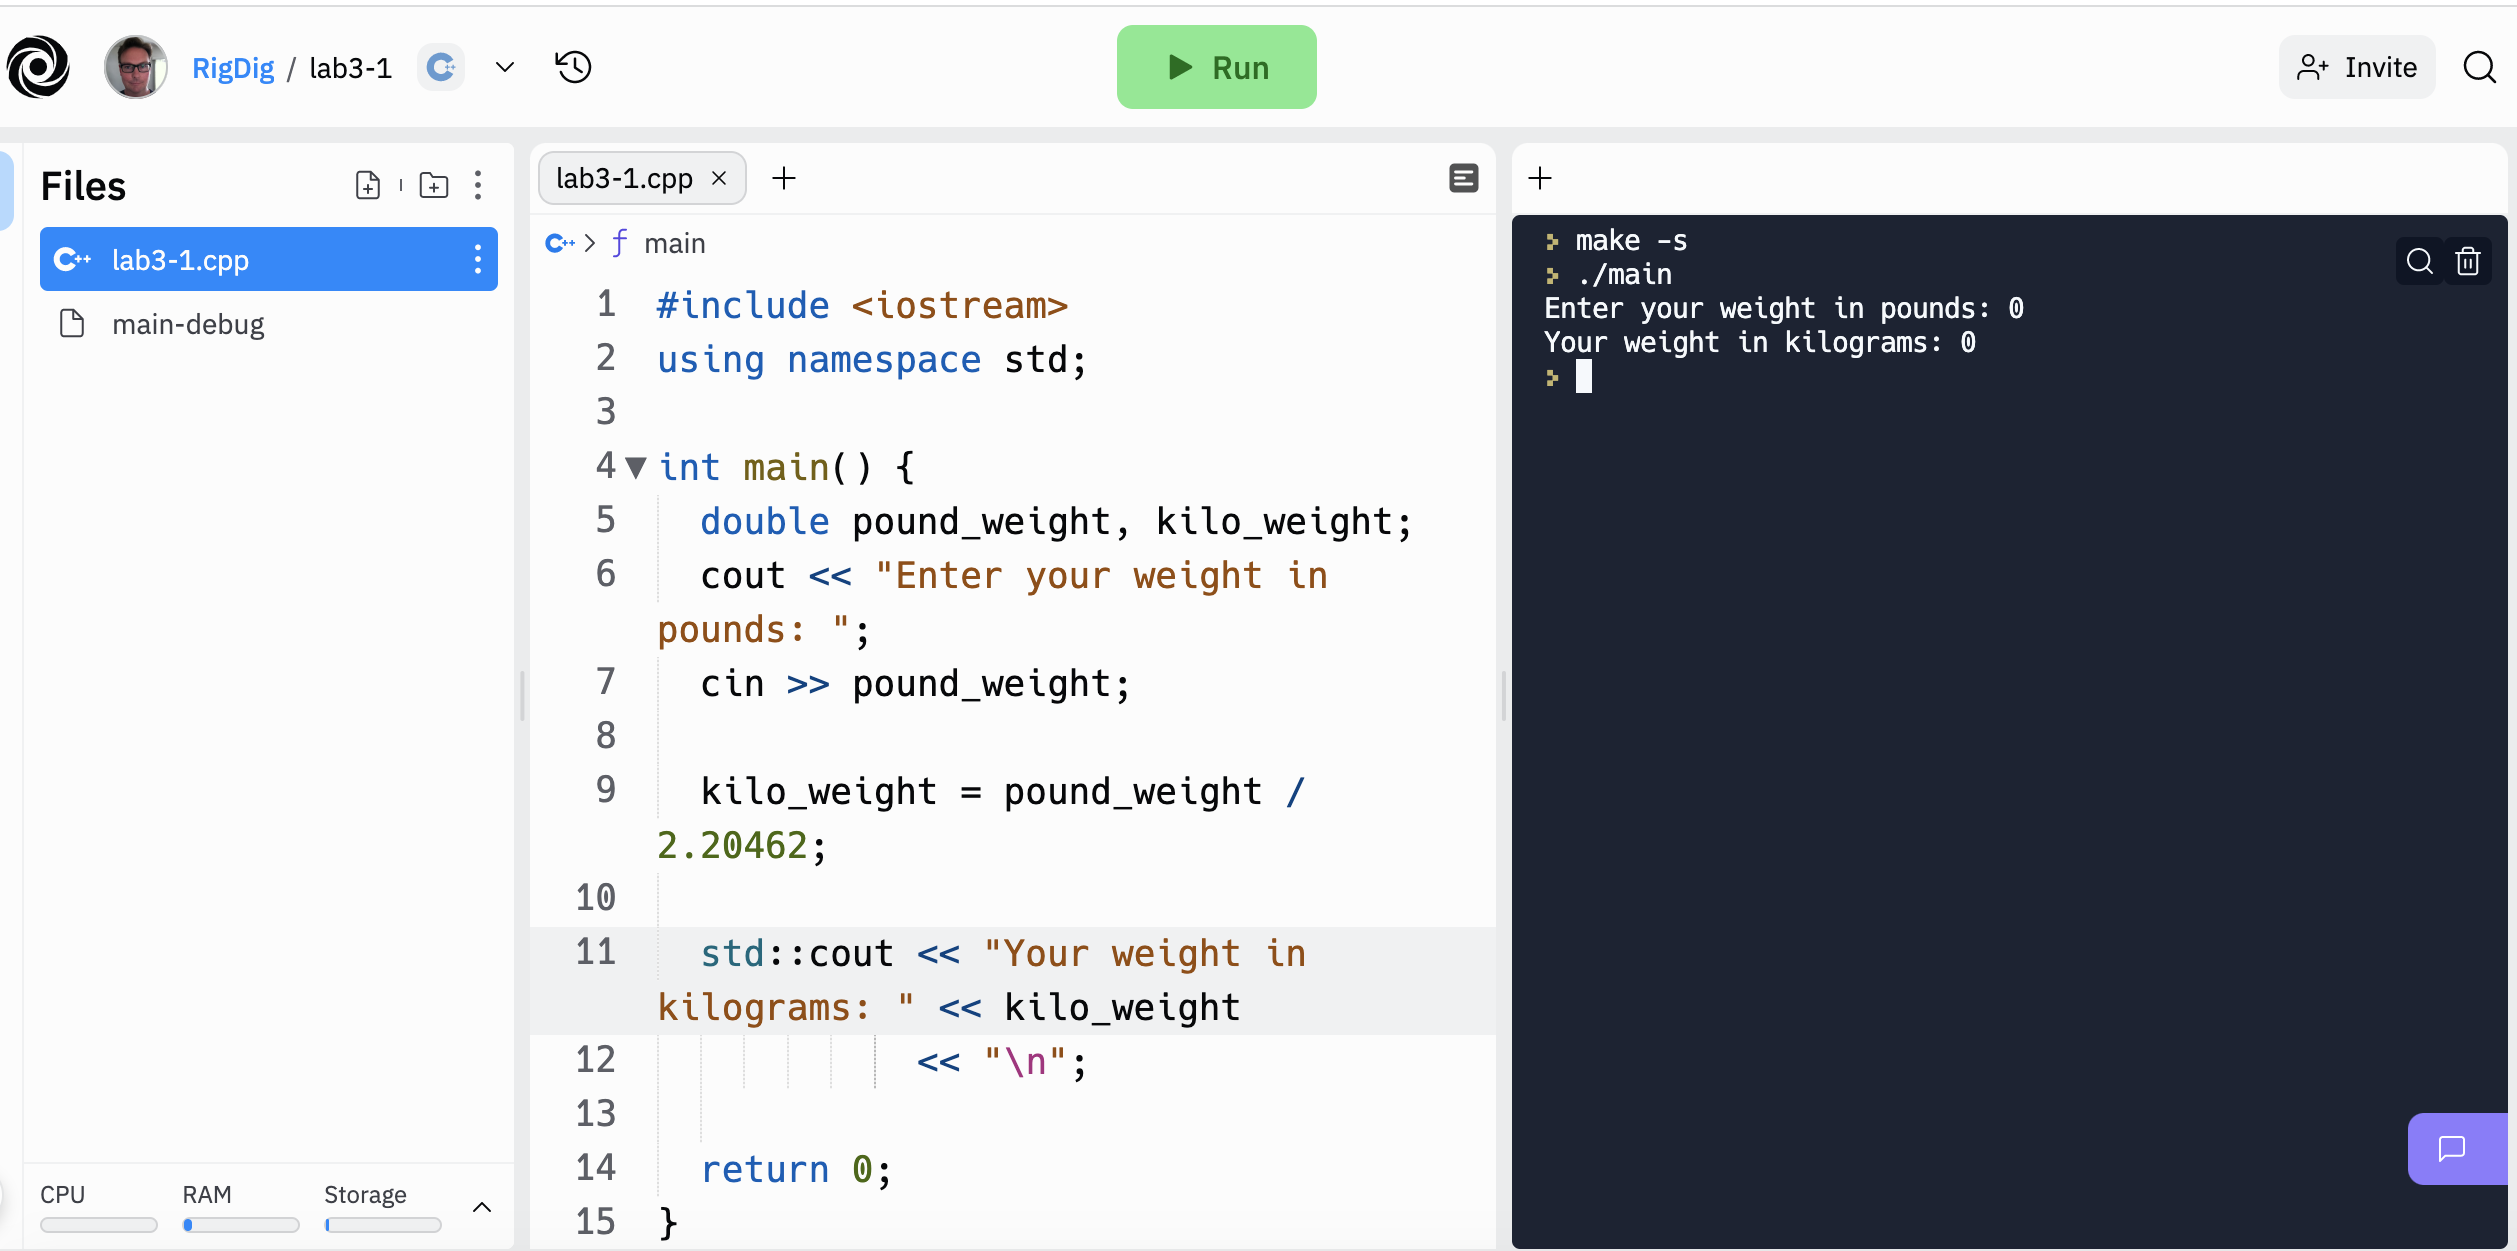 RigDig / lab3-1
Run
Invite
Files
lab3-1.cpp
main-debug
CPU RAM Storage
lab3-1.cpp
main
1 #include <iostream>
2 using namespace std;
3
4 int main() {
5 double pound_weight, kilo_weight;
6 cout << "Enter your weight in
pounds: ";
7 cin >> pound_weight;
8
9 kilo_weight = pound_weight /
2.20462;
10
11 std::cout << "Your weight in
kilograms: " << kilo_weight
12 << "\n";
13
14 return 0;
15 }
make -s
./main
Enter your weight in pounds: 0
Your weight in kilograms: 0